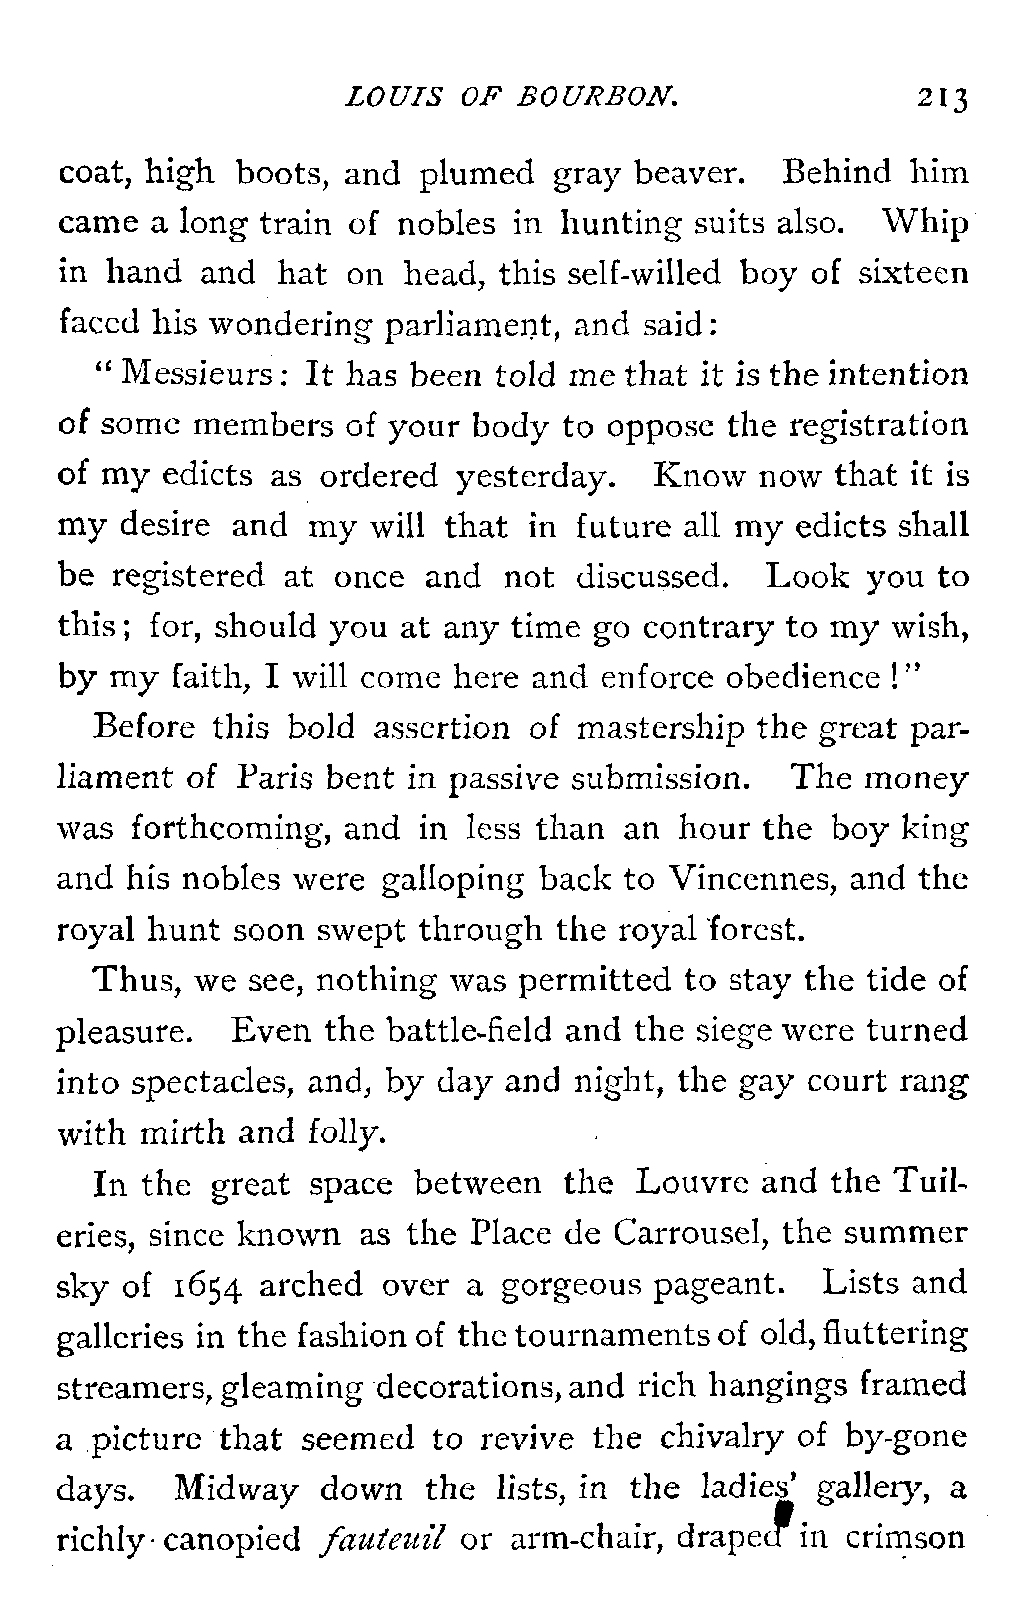 LOUIS OF BOURBON. 213
coat, high boots, and plumed gray beaver. Behind him
came a long train of nobles in hunting suits also. Whip
in hand and hat on head, this self-willed boy of sixteen
faced his wondering parliament, and said:
“Messieurs: It has been told me that it is the intention
of some members of your body to oppose the registration
of my edicts as ordered yesterday. Know now that it is
my desire and my will that in future all my edicts shall
be registered at once and not discussed. Look you to
this; for, should you at any time go contrary to my wish,
by my faith, I will come here and enforce obedience!”
Before this bold assertion of mastership the great par-
liament of Paris bent in passive submission. The money
was forthcoming, and in less than an hour the boy king
and his nobles were galloping back to Vincennes, and the
royal hunt soon swept through the royal forest.
Thus, we see, nothing was permitted to stay the tide of
pleasure. Even the battle-field and the siege were turned
into spectacles, and, by day and night, the gay court rang
with mirth and folly.
In the great space between the Louvre and the Tuil-
eries, since known as the Place de Carrousel, the summer
sky of 1654 arched over a gorgeous pageant. Lists and
galleries in the fashion of the tournaments of old, fluttering
streamers, gleaming decorations, and rich hangings framed
a picture that seemed to revive the chivalry of by-gone
days. Midway down the lists, in the ladies’ gallery, a
richly canopied fauteuil or arm-chair, draped in crimson